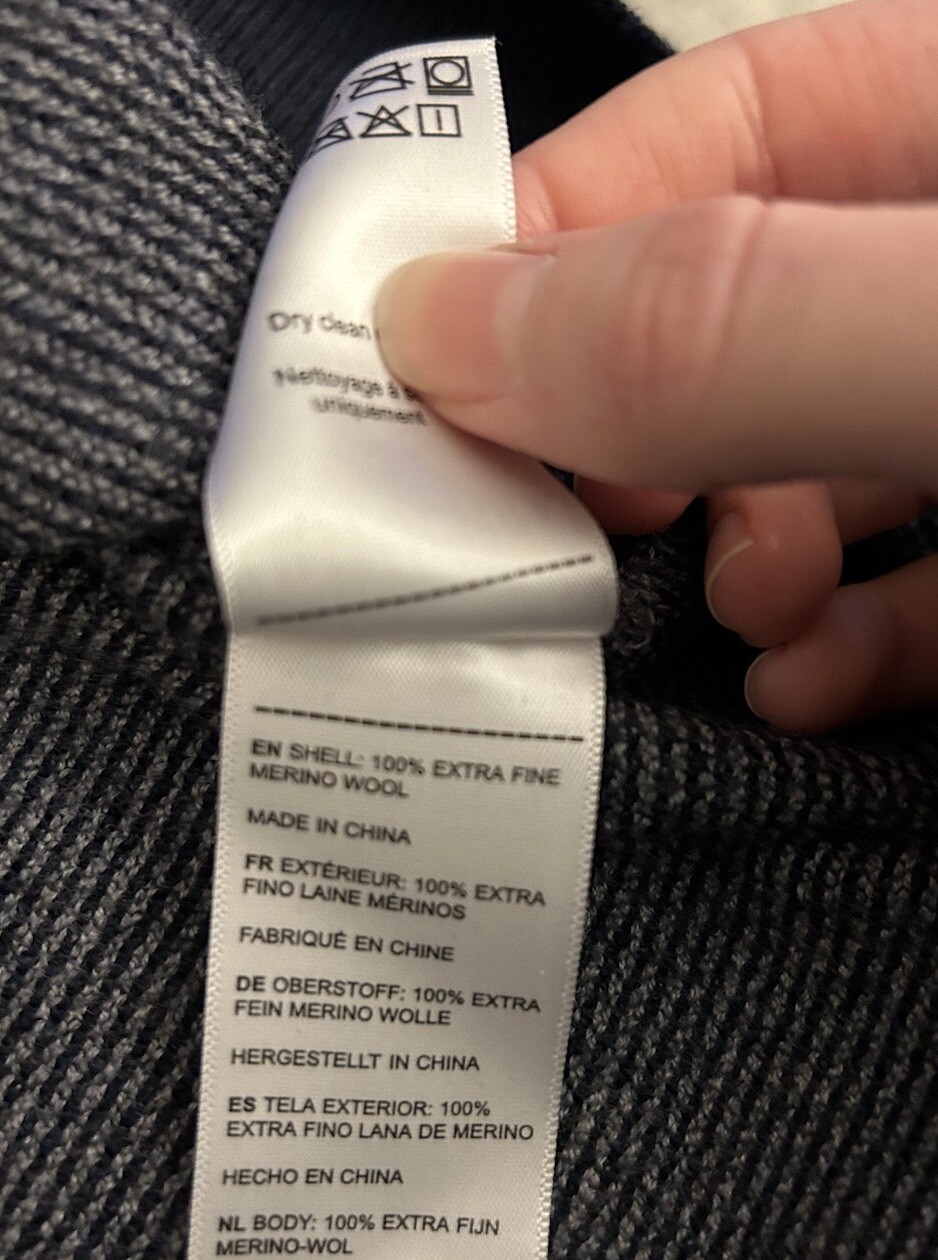 Dry clean
Nettoyage à
uniquement
EN SHELL: 100% EXTRA FINE
MERINO WOOL
MADE IN CHINA
FR EXTÉRIEUR: 100% EXTRA
FINO LAINE MÉRINOS
FABRIQUÉ EN CHINE
DE OBERSTOFF: 100% EXTRA
FEIN MERINO WOLLE
HERGESTELLT IN CHINA
ES TELA EXTERIOR: 100%
EXTRA FINO LANA DE MERINO
HECHO EN CHINA
NL BODY: 100% EXTRA FIJN
MERINO-WOL